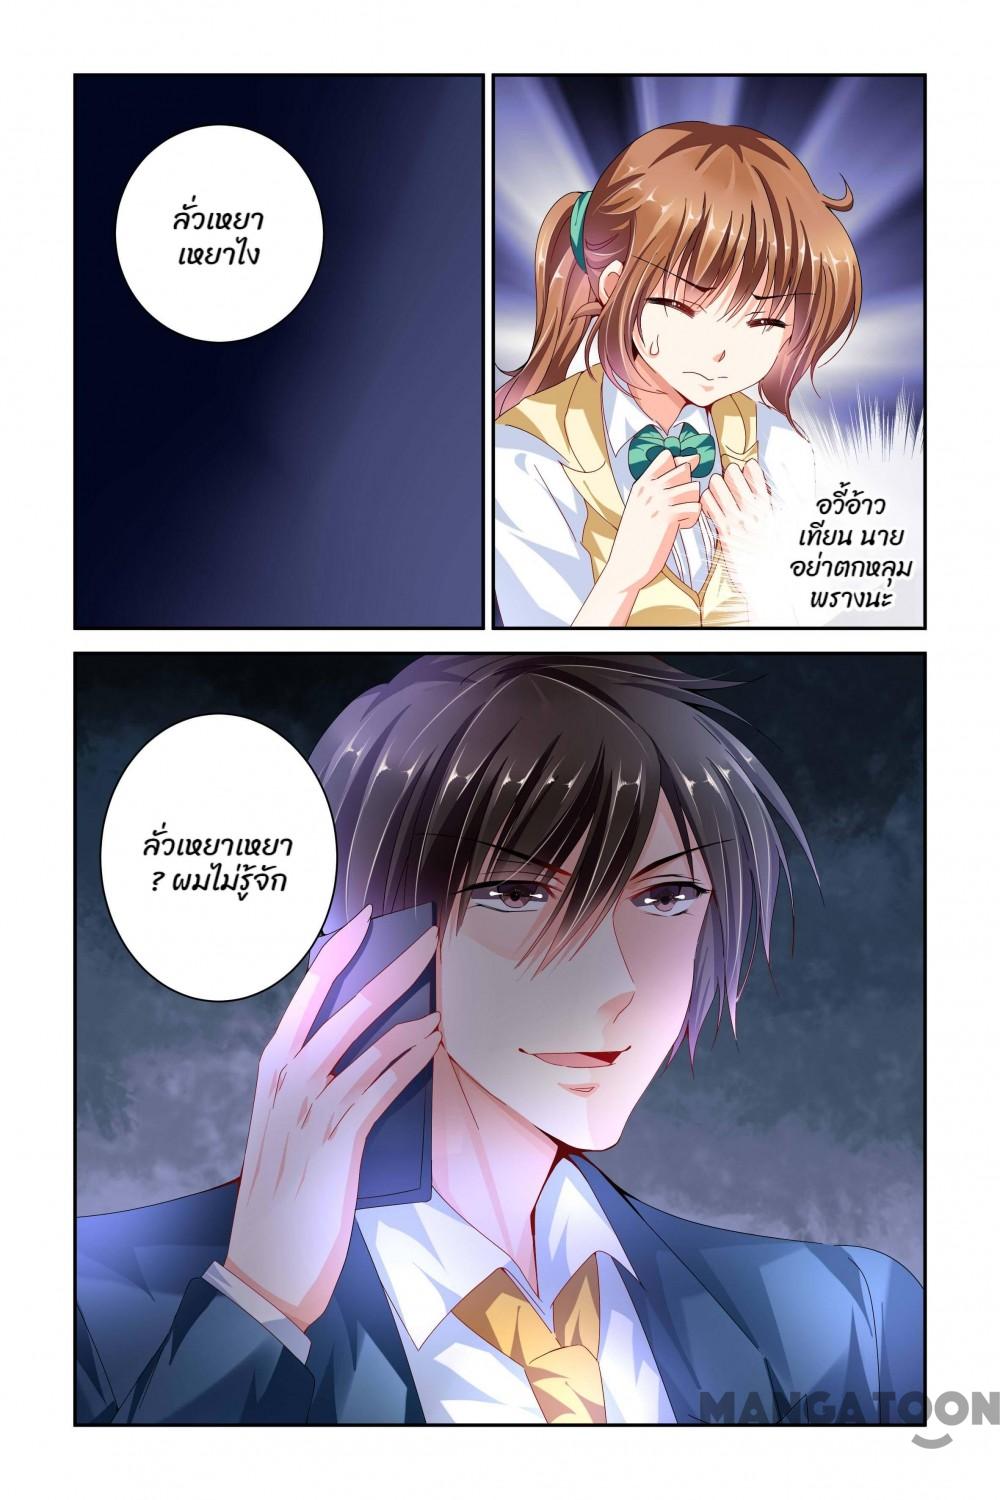 ลั่วเหยา
เหยาไง
อวี้อ้าว
เทียน นาย
อย่าตกหลุม
พรางนะ
ลั่วเหยาเหยา
? ผมไม่รู้จัก
MANGATOON